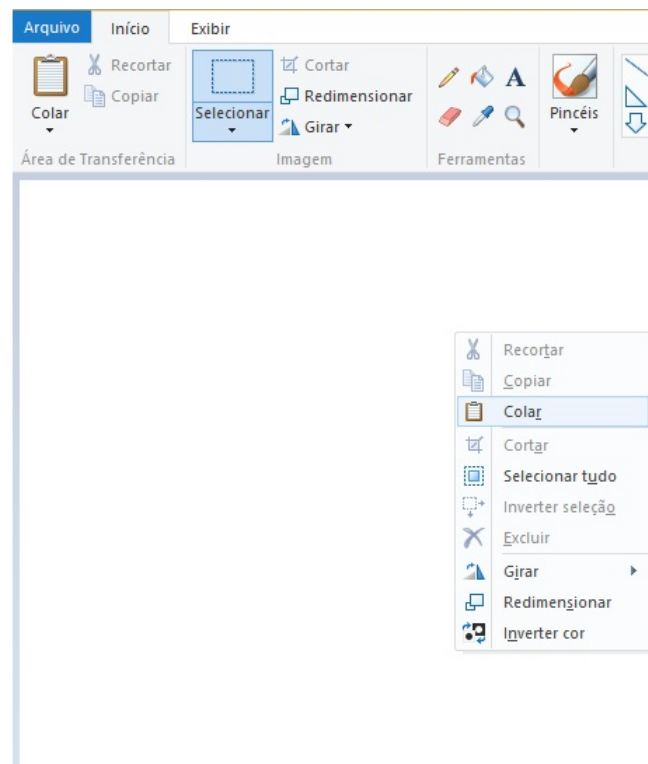 Arquivo Início Exibir
Recortar
Copiar
Colar
Área de Transferência
Selecionar
Cortar
Redimensionar
Girar
Imagem
A
Ferramentas
Pincéis
Recortar
Copiar
Colar
Cortar
Selecionar tudo
Inverter seleção
Excluir
Girar
Redimensionar
Inverter cor